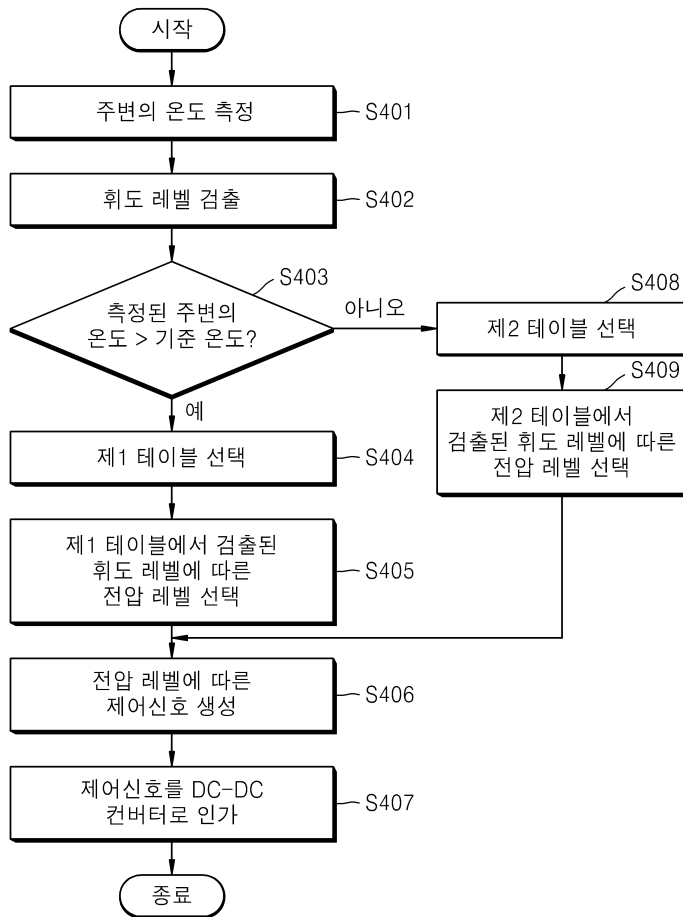 시작
주변의 온도 측정
S401
휘도 레벨 검출
S402
측정된 주변의
온도 > 기준 온도?
S403
아니오
예
제1 테이블 선택
S404
제1 테이블에서 검출된
휘도 레벨에 따른
전압 레벨 선택
S405
제2 테이블 선택
S408
제2 테이블에서
검출된 휘도 레벨에 따른
전압 레벨 선택
S409
전압 레벨에 따른
제어신호 생성
S406
제어신호를 DC-DC
컨버터로 인가
S407
종료